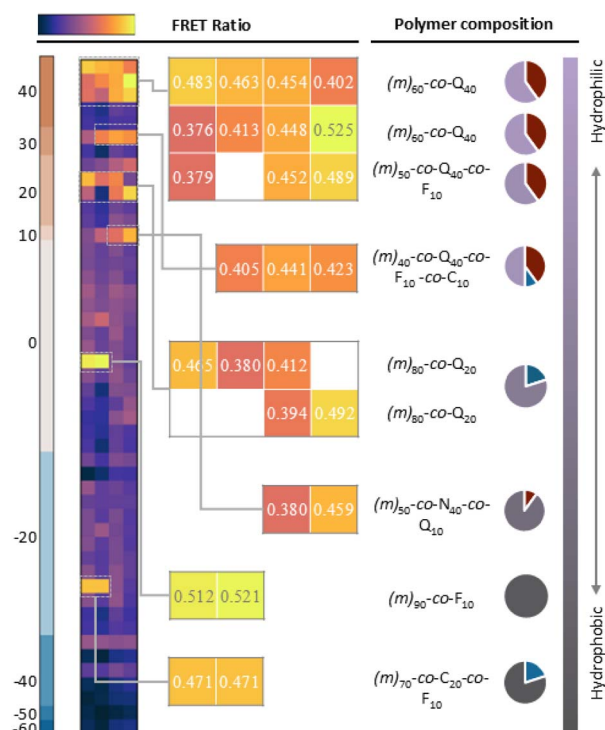 FRET Ratio
Polymer composition
40
30
20
10
0
-20
-40
-50
-60
0.483 0.463 0.454 0.402
0.376 0.413 0.448 0.525
0.379 0.452 0.489
0.405 0.441 0.423
0.465 0.380 0.412
0.394 0.492
0.380 0.459
0.512 0.521
0.471 0.471
(m)60-co-Q40
(m)60-co-Q40
(m)50-co-Q40-co-
F10
(m)40-co-Q40-co-
F10 -co-C10
(m)80-co-Q20
(m)80-co-Q20
(m)50-co-N40-co-
Q10
(m)90-co-F10
(m)70-co-C20-co-
F10
Hydrophilic
Hydrophobic